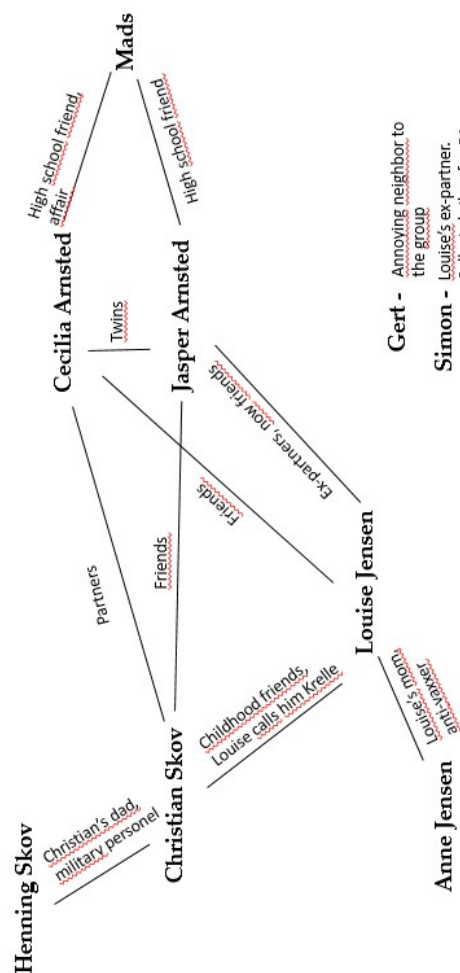 Henning Skov
Christian's dad,
military personel
Christian Skov
Partners
Friends
Childhood friends,
Louise calls him Krelle
Anne Jensen
Louise's mom,
anti-vaxxer
Louise Jensen
Friends
Ex-partners, now friends
Cecilia Arnsted
Twins
Jasper Arnsted
High school friend,
affair
High school friend
Mads
Gert - Annoying neighbor to
the group
Simon - Louise's ex-partner.